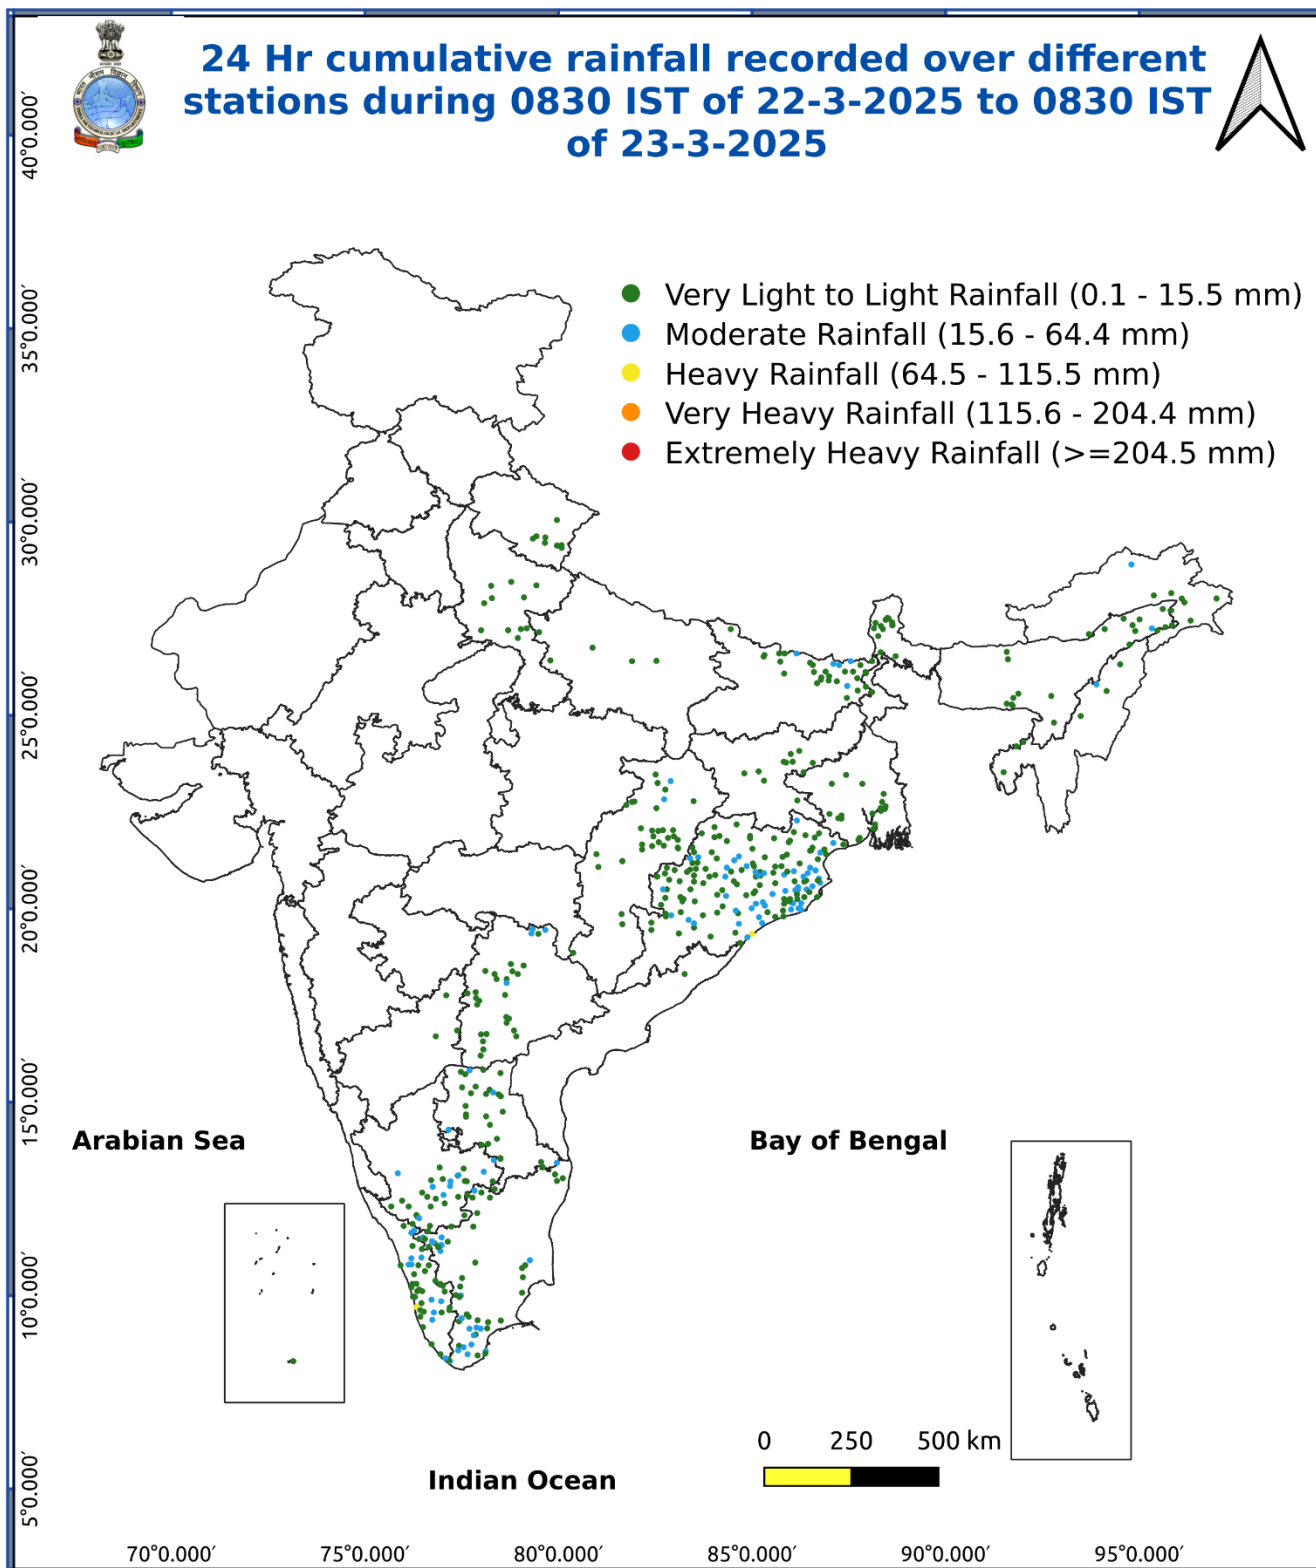 24 Hr cumulative rainfall recorded over different
stations during 0830 IST of 22-3-2025 to 0830 IST
of 23-3-2025
Very Light to Light Rainfall (0.1 - 15.5 mm)
Moderate Rainfall (15.6 - 64.4 mm)
Heavy Rainfall (64.5 - 115.5 mm)
Very Heavy Rainfall (115.6 - 204.4 mm)
Extremely Heavy Rainfall (>=204.5 mm)
40°0.000′
35°0.000′
30°0.000′
25°0.000′
20°0.000′
15°0.000′
10°0.000′
5°0.000′
Arabian Sea
Bay of Bengal
Indian Ocean
0 250 500 km
70°0.000′ 75°0.000′ 80°0.000′ 85°0.000′ 90°0.000′ 95°0.000′